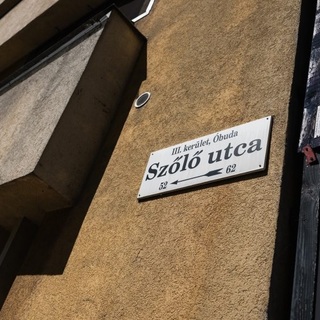 III. kerület, Óbuda
Szőlő utca
52 62